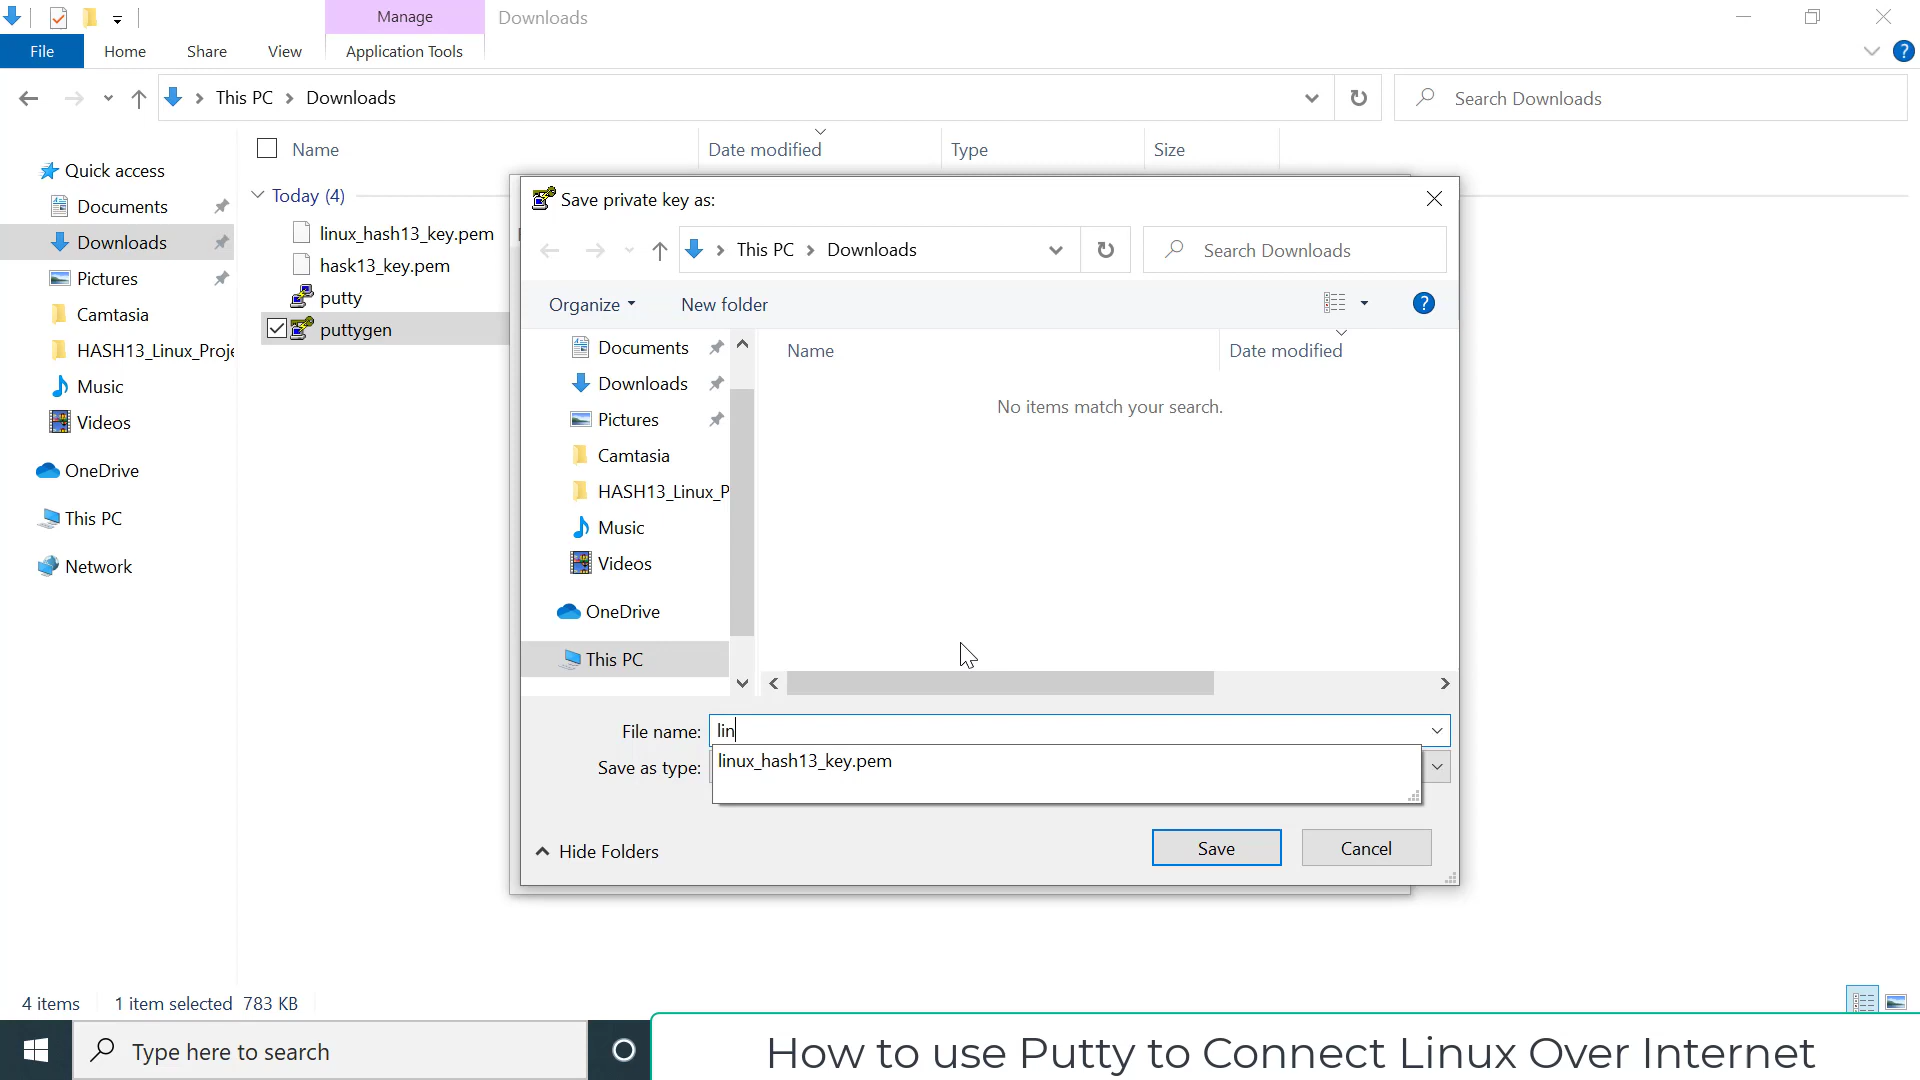 Manage
Downloads
File
Home
Share
View
Application Tools
This PC
Downloads
Search Downloads
Name
Date modified
Type
Size
Quick access
Documents
Downloads
Pictures
Camtasia
HASH13_Linux_Proje
Music
Videos
OneDrive
This PC
Network
Today (4)
linux_hash13_key.pem
hask13_key.pem
putty
puttygen
Save private key as:
This PC
Downloads
Search Downloads
Organize
New folder
Documents
Downloads
Pictures
Camtasia
HASH13_Linux_P
Music
Videos
OneDrive
This PC
Name
Date modified
No items match your search.
File name:
lin
linux_hash13_key.pem
Save as type:
Hide Folders
Save
Cancel
4 items
1 item selected 783 KB
Type here to search
How to use Putty to Connect Linux Over Internet